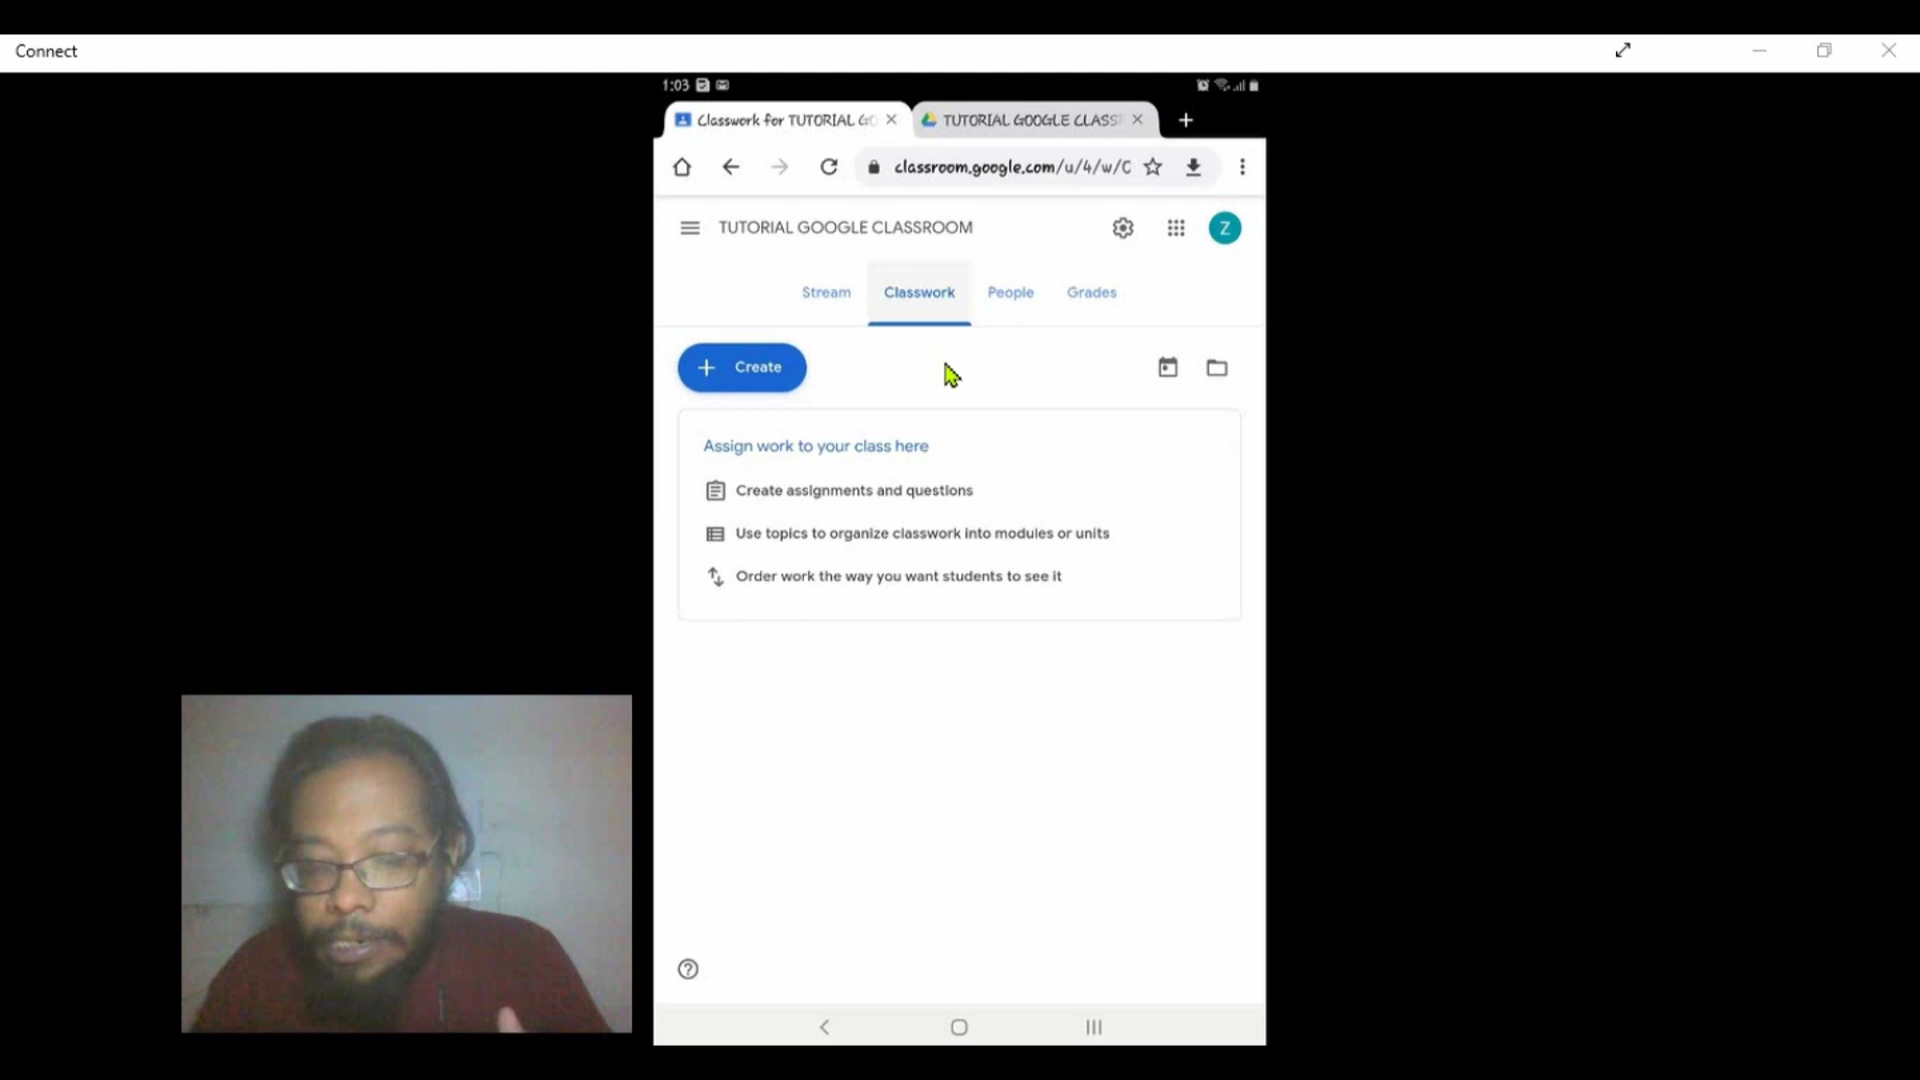 Connect
1:03
Classwork for TUTORIAL GO
TUTORIAL GOOGLE CLASS
classroom.google.com/u/4/w/C
TUTORIAL GOOGLE CLASSROOM
Z
Stream
Classwork
People
Grades
+ Create
Assign work to your class here
Create assignments and questions
Use topics to organize classwork into modules or units
Order work the way you want students to see it